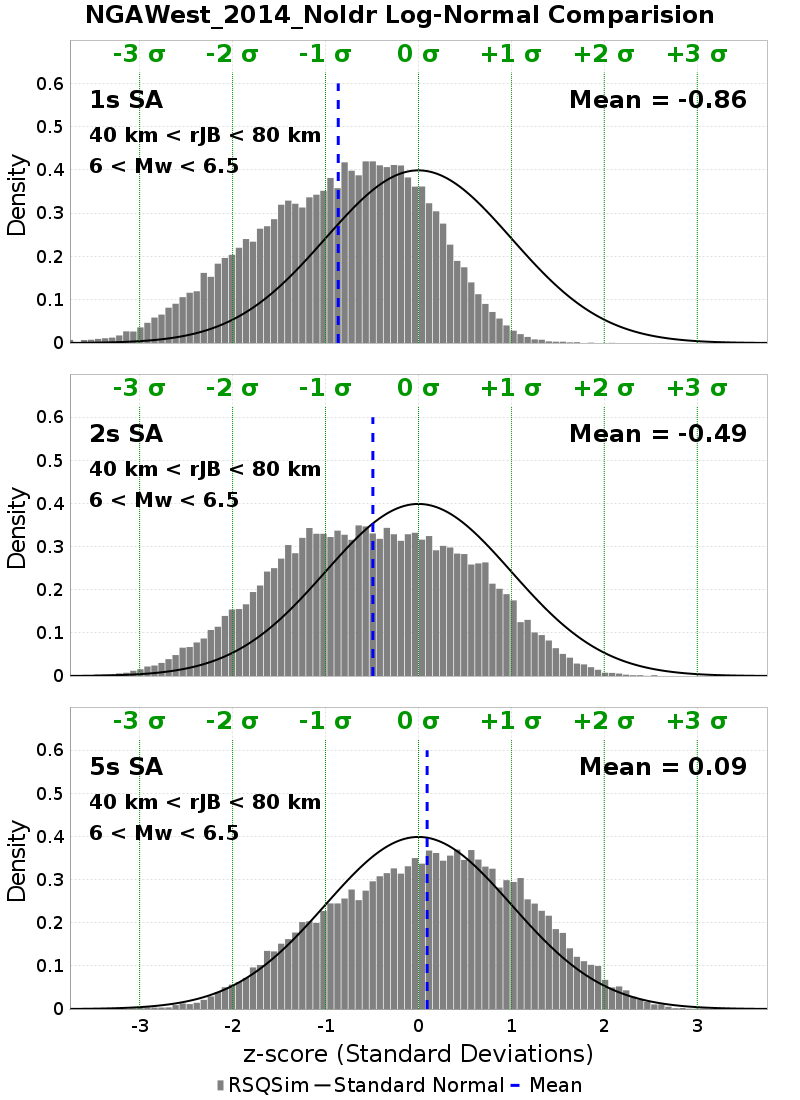 NGAWest_2014_NoIdr Log-Normal Comparision
-3 σ -2 σ -1 σ 0 σ +1 σ +2 σ +3 σ
1s SA
Mean = -0.86
40 km < rJB < 80 km
6 < Mw < 6.5
Density
0.6
0.5
0.4
0.3
0.2
0.1
0
-3 σ -2 σ -1 σ 0 σ +1 σ +2 σ +3 σ
2s SA
Mean = -0.49
40 km < rJB < 80 km
6 < Mw < 6.5
Density
0.6
0.5
0.4
0.3
0.2
0.1
0
-3 σ -2 σ -1 σ 0 σ +1 σ +2 σ +3 σ
5s SA
Mean = 0.09
40 km < rJB < 80 km
6 < Mw < 6.5
Density
0.6
0.5
0.4
0.3
0.2
0.1
0
-3 -2 -1 0 1 2 3
z-score (Standard Deviations)
RSQSim Standard Normal Mean